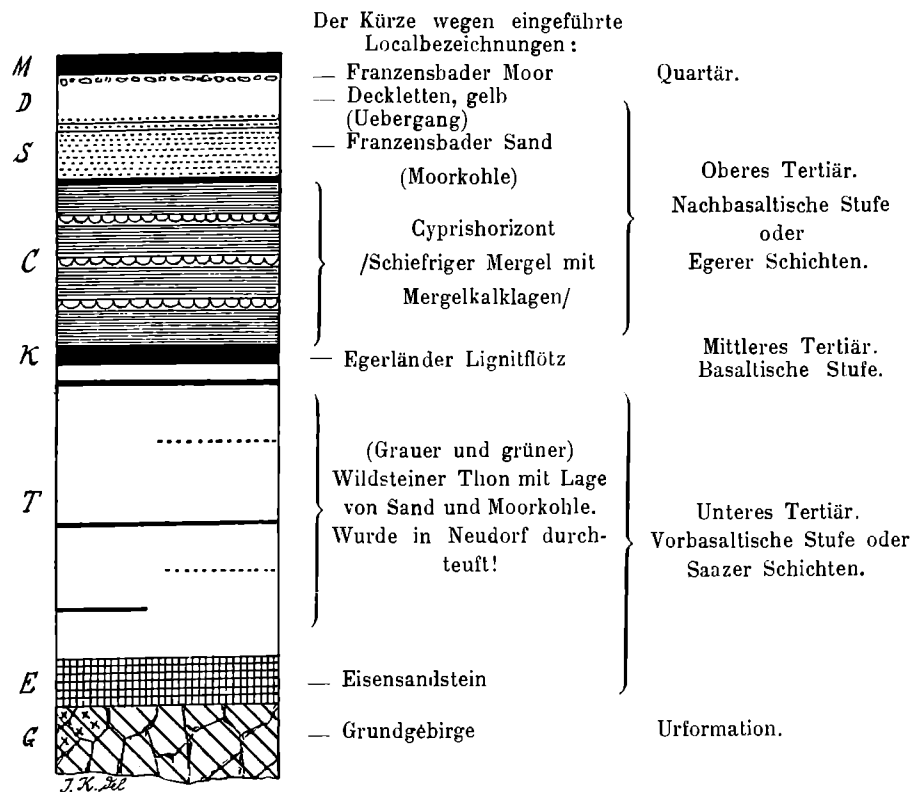 Der Kürze wegen eingeführte
Localbezeichnungen:
M — Franzensbader Moor Quartär.
D — Deckletten, gelb
(Uebergang)
S — Franzensbader Sand
(Moorkohle)
Oberes Tertiär.
Nachbasaltische Stufe
oder
Egerer Schichten.
C Cyprishorizont
/Schiefriger Mergel mit
Mergelkalklagen/
K — Egerländer Lignitflötz
Mittleres Tertiär.
Basaltische Stufe.
T
(Grauer und grüner)
Wildsteiner Thon mit Lage
von Sand und Moorkohle.
Wurde in Neudorf durch-
teuft!
Unteres Tertiär.
Vorbasaltische Stufe oder
Saazer Schichten.
E — Eisensandstein
G — Grundgebirge Urformation.
J. K. del